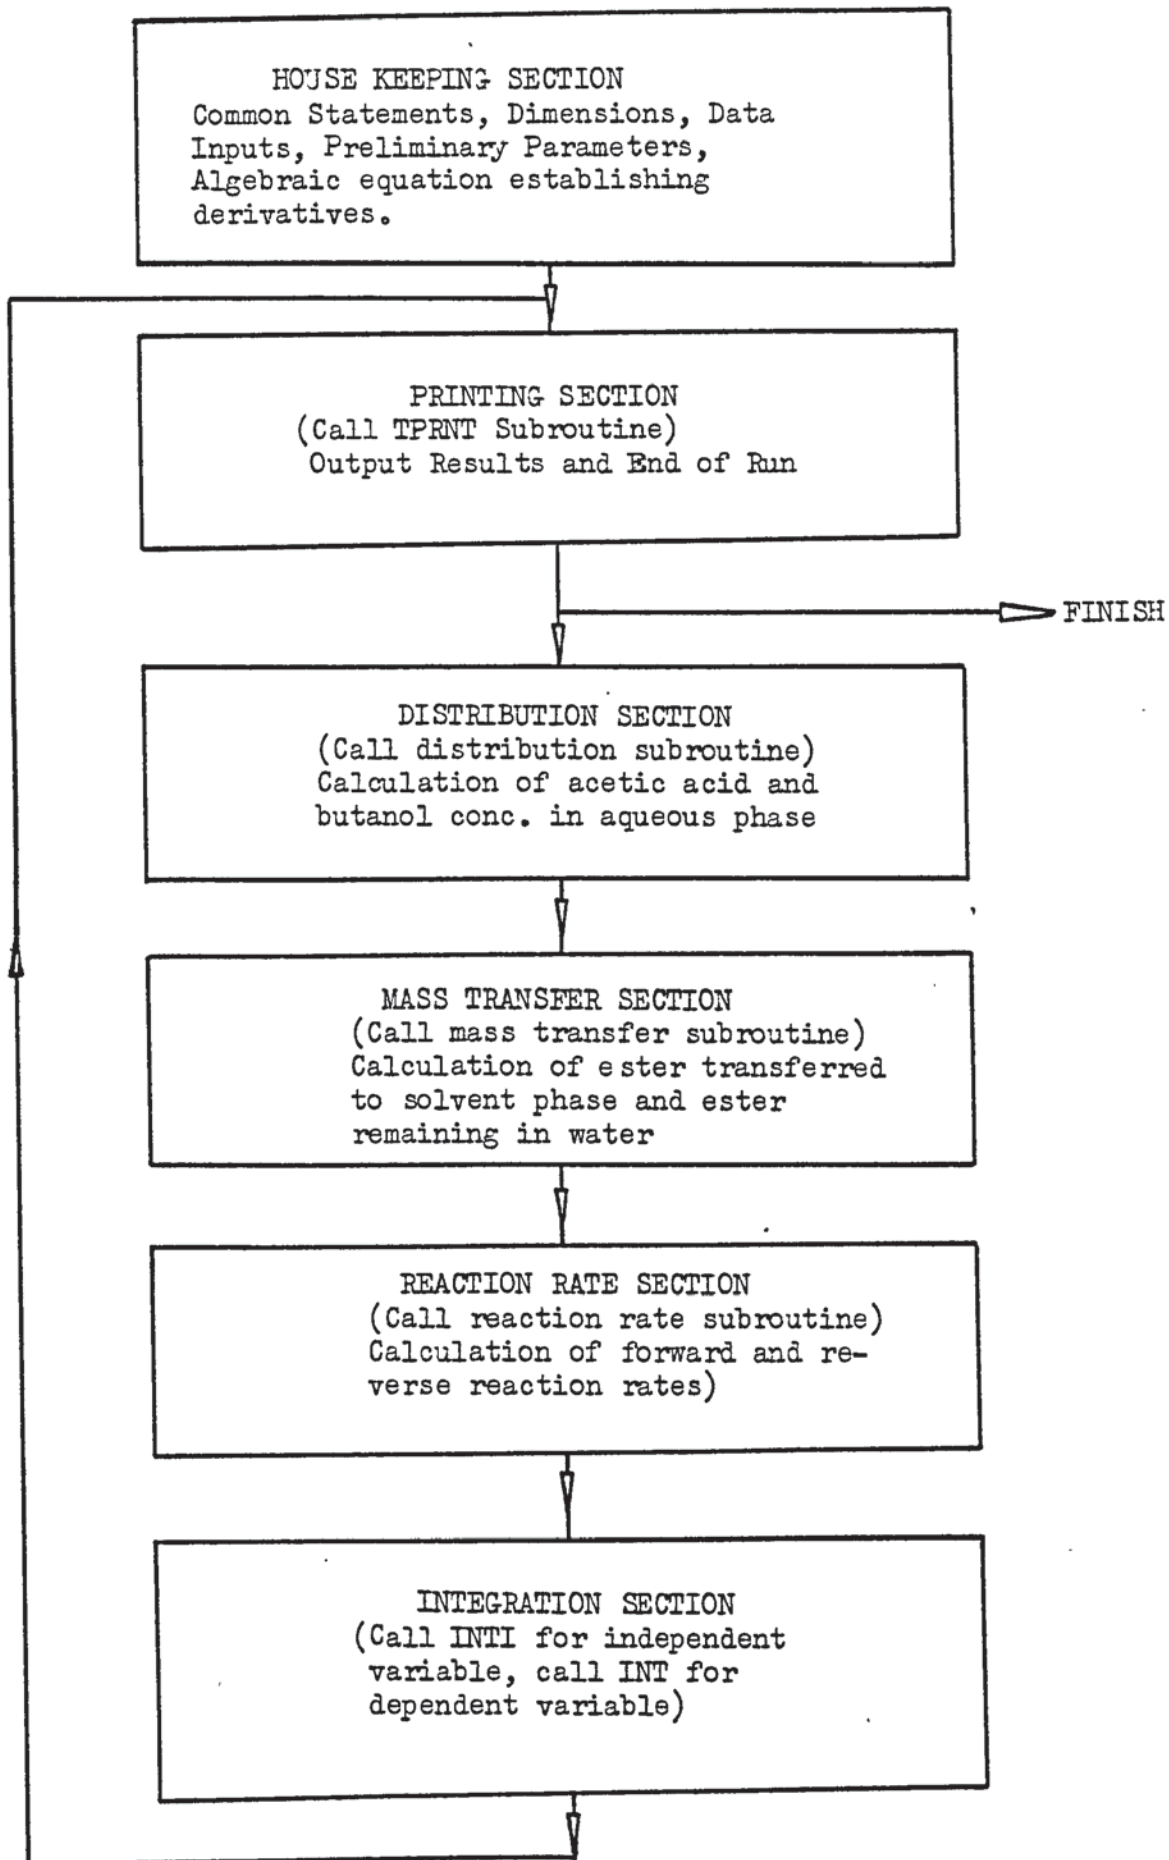 HOUSE KEEPING SECTION
Common Statements, Dimensions, Data
Inputs, Preliminary Parameters,
Algebraic equation establishing
derivatives.
PRINTING SECTION
(Call TPRNT Subroutine)
Output Results and End of Run
FINISH
DISTRIBUTION SECTION
(Call distribution subroutine)
Calculation of acetic acid and
butanol conc. in aqueous phase
MASS TRANSFER SECTION
(Call mass transfer subroutine)
Calculation of ester transferred
to solvent phase and ester
remaining in water
REACTION RATE SECTION
(Call reaction rate subroutine)
Calculation of forward and re-
verse reaction rates)
INTEGRATION SECTION
(Call INTI for independent
variable, call INT for
dependent variable)